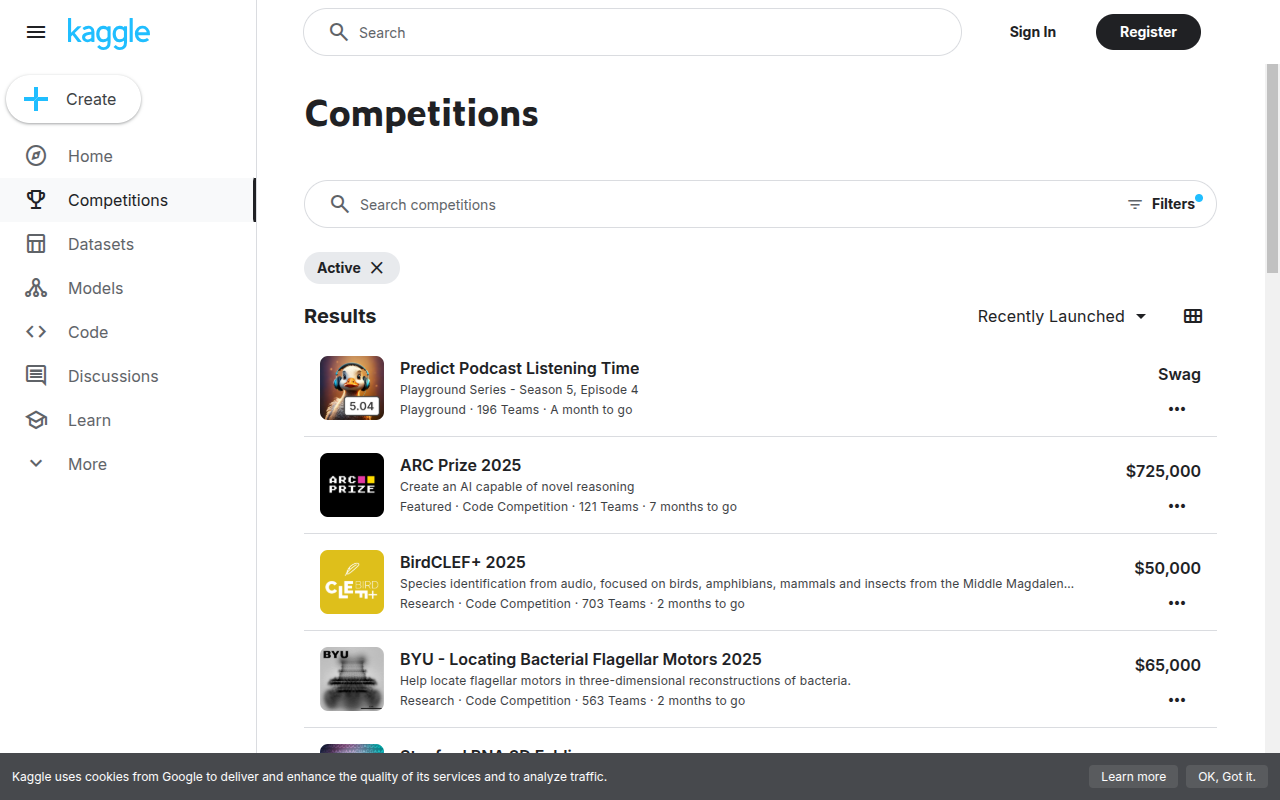 kaggle
Search
Sign In
Register
Create
Home
Competitions
Datasets
Models
Code
Discussions
Learn
More
Competitions
Search competitions
Filters
Active
Results
Recently Launched
5.04
Predict Podcast Listening Time
Playground Series - Season 5, Episode 4
Playground · 196 Teams · A month to go
Swag
ARC PRIZE
ARC Prize 2025
Create an AI capable of novel reasoning
Featured · Code Competition · 121 Teams · 7 months to go
$725,000
BirdCLEF+ 2025
Species identification from audio, focused on birds, amphibians, mammals and insects from the Middle Magdalen...
Research · Code Competition · 703 Teams · 2 months to go
$50,000
BYU
BYU - Locating Bacterial Flagellar Motors 2025
Help locate flagellar motors in three-dimensional reconstructions of bacteria.
Research · Code Competition · 563 Teams · 2 months to go
$65,000
Kaggle uses cookies from Google to deliver and enhance the quality of its services and to analyze traffic.
Learn more
OK, Got it.